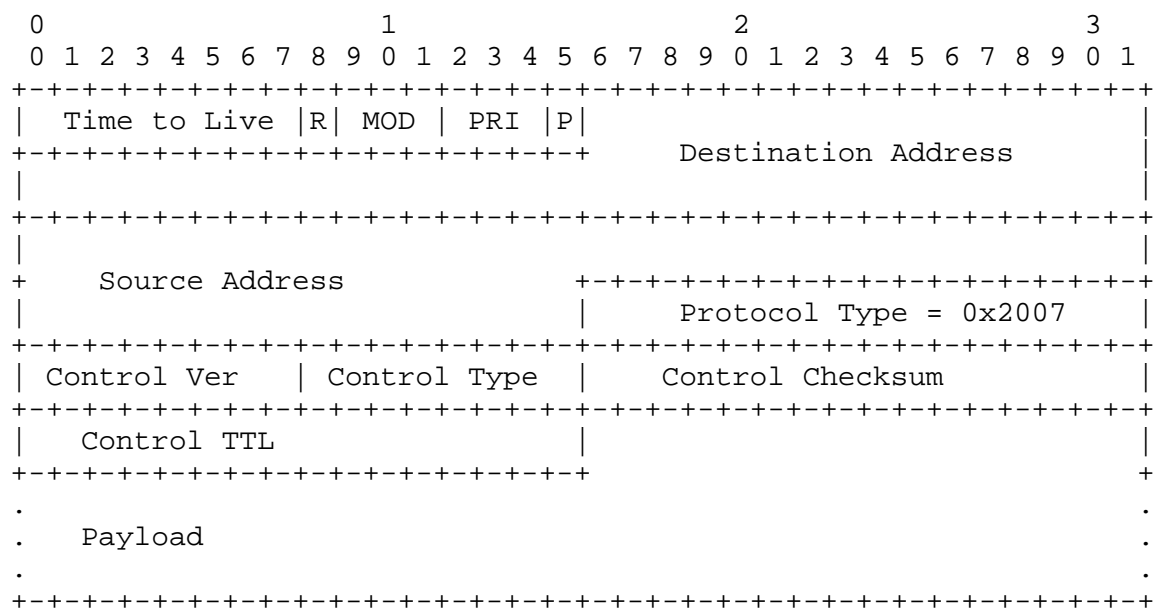 0                   1                   2                   3
 0 1 2 3 4 5 6 7 8 9 0 1 2 3 4 5 6 7 8 9 0 1 2 3 4 5 6 7 8 9 0 1
+-+-+-+-+-+-+-+-+-+-+-+-+-+-+-+-+-+-+-+-+-+-+-+-+-+-+-+-+-+-+-+-+
|  Time to Live |R| MOD | PRI |P|                               |
+-+-+-+-+-+-+-+-+-+-+-+-+-+-+-+-+     Destination Address       |
|                                                               |
+-+-+-+-+-+-+-+-+-+-+-+-+-+-+-+-+-+-+-+-+-+-+-+-+-+-+-+-+-+-+-+-+
|                                                               |
+    Source Address             +-+-+-+-+-+-+-+-+-+-+-+-+-+-+-+-+
|                               |     Protocol Type = 0x2007    |
+-+-+-+-+-+-+-+-+-+-+-+-+-+-+-+-+-+-+-+-+-+-+-+-+-+-+-+-+-+-+-+-+
| Control Ver   | Control Type  |    Control Checksum           |
+-+-+-+-+-+-+-+-+-+-+-+-+-+-+-+-+-+-+-+-+-+-+-+-+-+-+-+-+-+-+-+-+
|   Control TTL                 |                               |
+-+-+-+-+-+-+-+-+-+-+-+-+-+-+-+-+                               +
.                                                               .
.   Payload                                                     .
.                                                               .
+-+-+-+-+-+-+-+-+-+-+-+-+-+-+-+-+-+-+-+-+-+-+-+-+-+-+-+-+-+-+-+-+